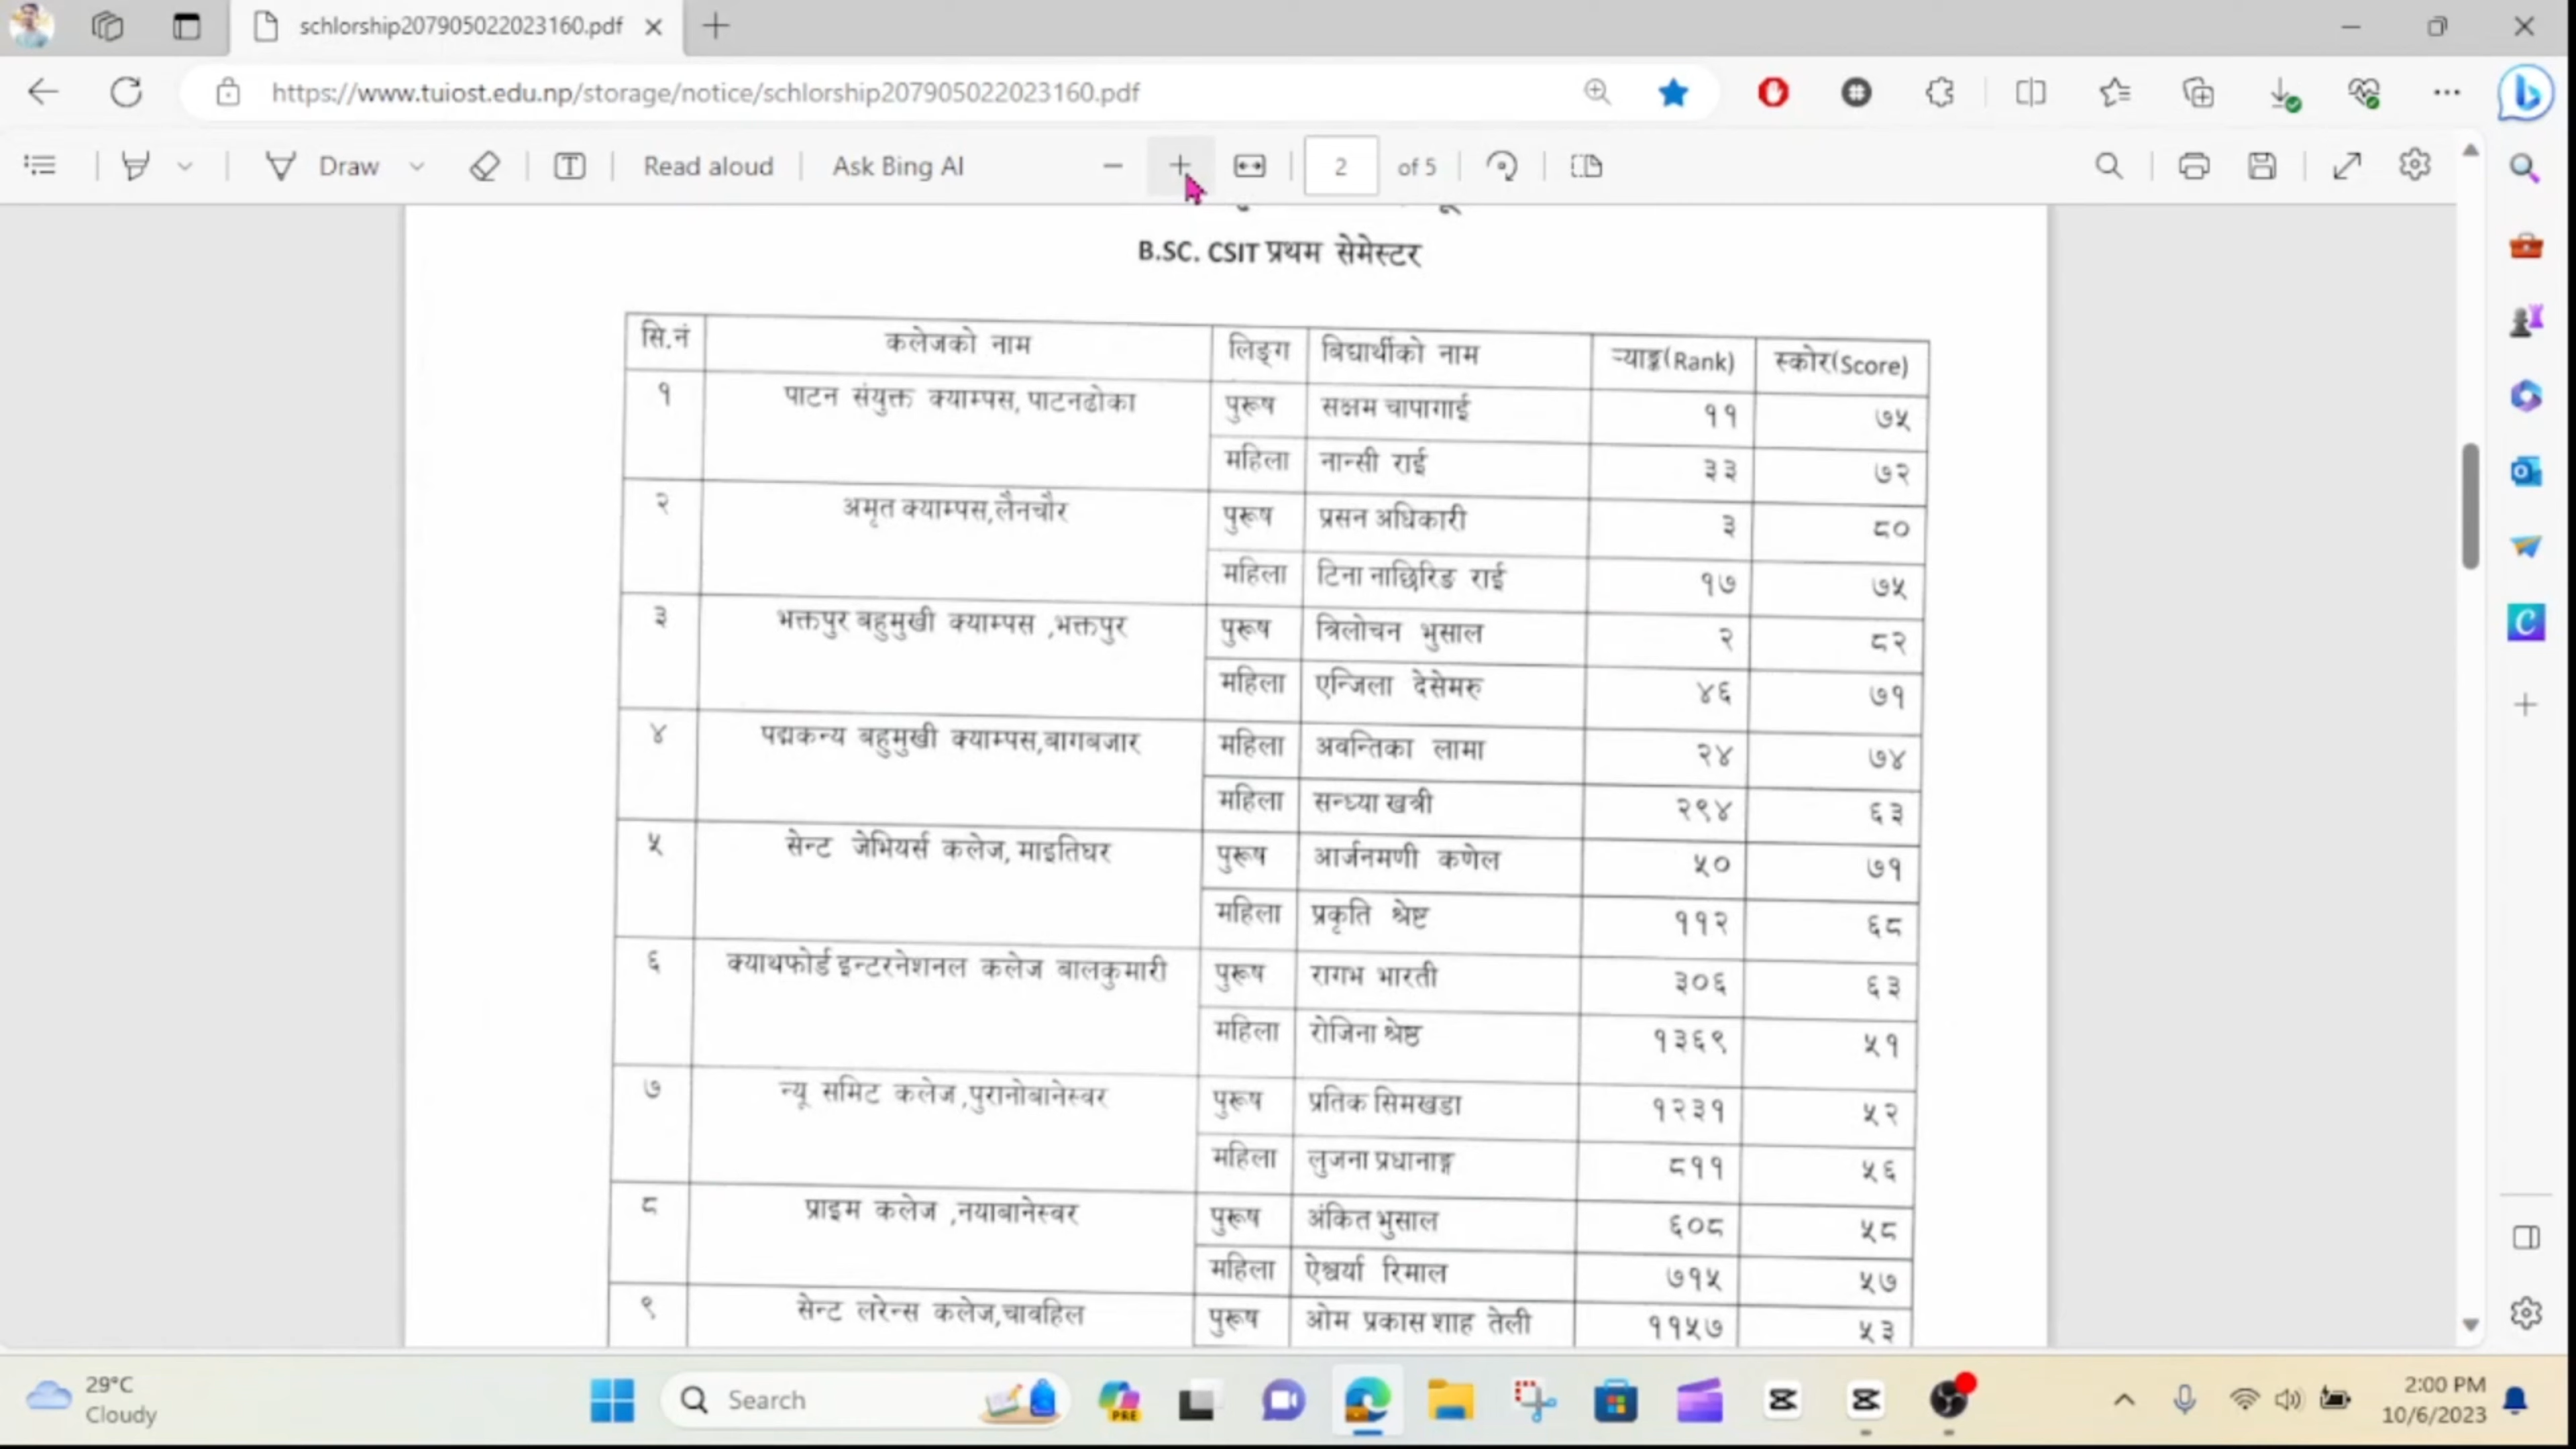 schlorship207905022023160.pdf
https://www.tuiost.edu.np/storage/notice/schlorship207905022023160.pdf
Draw Read aloud Ask Bing AI 2 of 5
B.SC. CSIT प्रथम सेमेस्टर
सि.नं कलेजको नाम लिङ्ग बिद्यार्थीको नाम र्‍याङ्क(Rank) स्कोर(Score)
१ पाटन संयुक्त क्याम्पस, पाटनढोका पुरूष सक्षम चापागाई ११ ७५
महिला नान्सी राई ३३ ७२
२ अमृत क्याम्पस,लैनचौर पुरूष प्रसन अधिकारी ३ ८०
महिला टिना नाछिरिङ राई १७ ७५
३ भक्तपुर बहुमुखी क्याम्पस ,भक्तपुर पुरूष त्रिलोचन भुसाल २ ८२
महिला एन्जिला देसेमरु ४६ ७१
४ पद्मकन्य बहुमुखी क्याम्पस,बागबजार महिला अवन्तिका लामा २४ ७४
महिला सन्ध्या खत्री २९४ ६३
५ सेन्ट जेभियर्स कलेज, माइतिघर पुरूष आर्जनमणी कणेल ५० ७१
महिला प्रकृति श्रेष्ट ११२ ६८
६ क्याथफोर्ड इन्टरनेशनल कलेज बालकुमारी पुरूष रागभ भारती ३०६ ६३
महिला रोजिना श्रेष्ठ १३६९ ५१
७ न्यू समिट कलेज ,पुरानोबानेस्वर पुरूष प्रतिक सिमखडा १२३१ ५२
महिला लुजना प्रधानाङ्ग ८११ ५६
८ प्राइम कलेज ,नयाबानेस्वर पुरूष अंकित भुसाल ६०८ ५८
महिला ऐश्वर्या रिमाल ७१५ ५७
९ सेन्ट लरेन्स कलेज,चावहिल पुरूष ओम प्रकास शाह तेली ११५७ ५३
29°C
Cloudy
Search
PRE
2:00 PM
10/6/2023